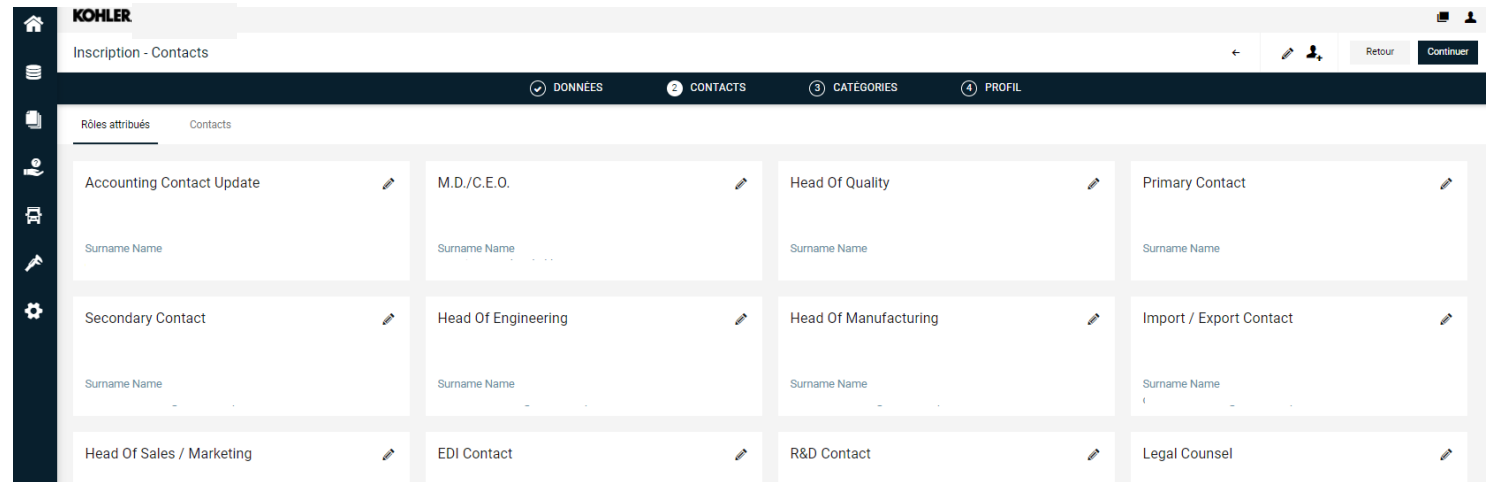 KOHLER
Inscription - Contacts
Retour
Continuer
DONNÉES
2 CONTACTS
3 CATÉGORIES
4 PROFIL
Rôles attribués
Contacts
Accounting Contact Update
M.D./C.E.O.
Head Of Quality
Primary Contact
Surname Name
Surname Name
Surname Name
Surname Name
Secondary Contact
Head Of Engineering
Head Of Manufacturing
Import / Export Contact
Surname Name
Surname Name
Surname Name
Surname Name
Head Of Sales / Marketing
EDI Contact
R&D Contact
Legal Counsel